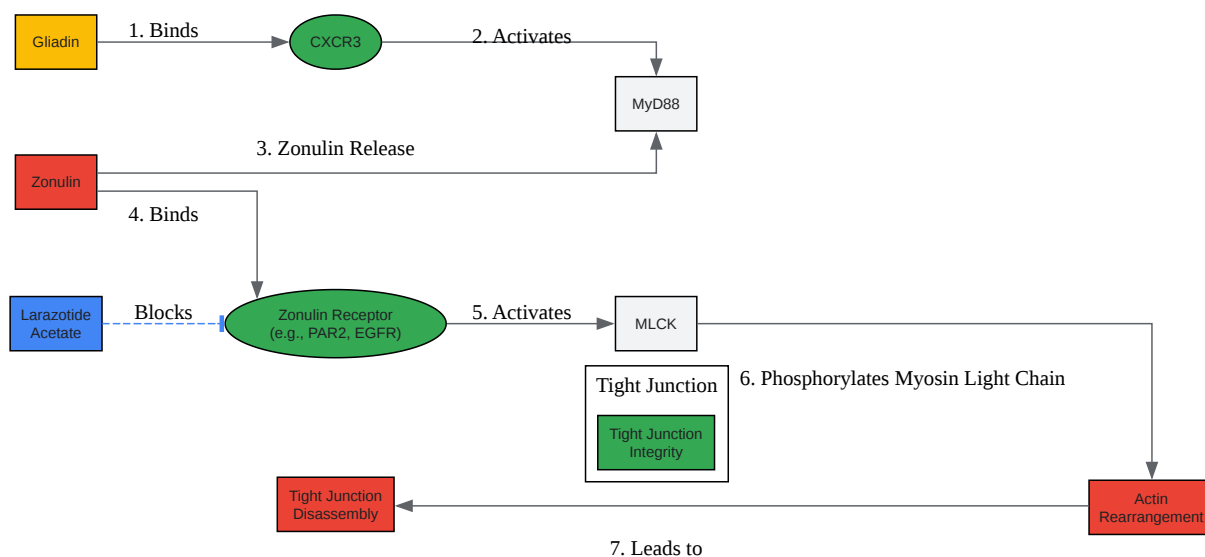 Gliadin
1. Binds
CXCR3
2. Activates
MyD88
3. Zonulin Release
Zonulin
4. Binds
Larazotide
Acetate
Blocks
Zonulin Receptor
(e.g., PAR2, EGFR)
5. Activates
MLCK
6. Phosphorylates Myosin Light Chain
Tight Junction
Tight Junction
Integrity
Tight Junction
Disassembly
Actin
Rearrangement
7. Leads to